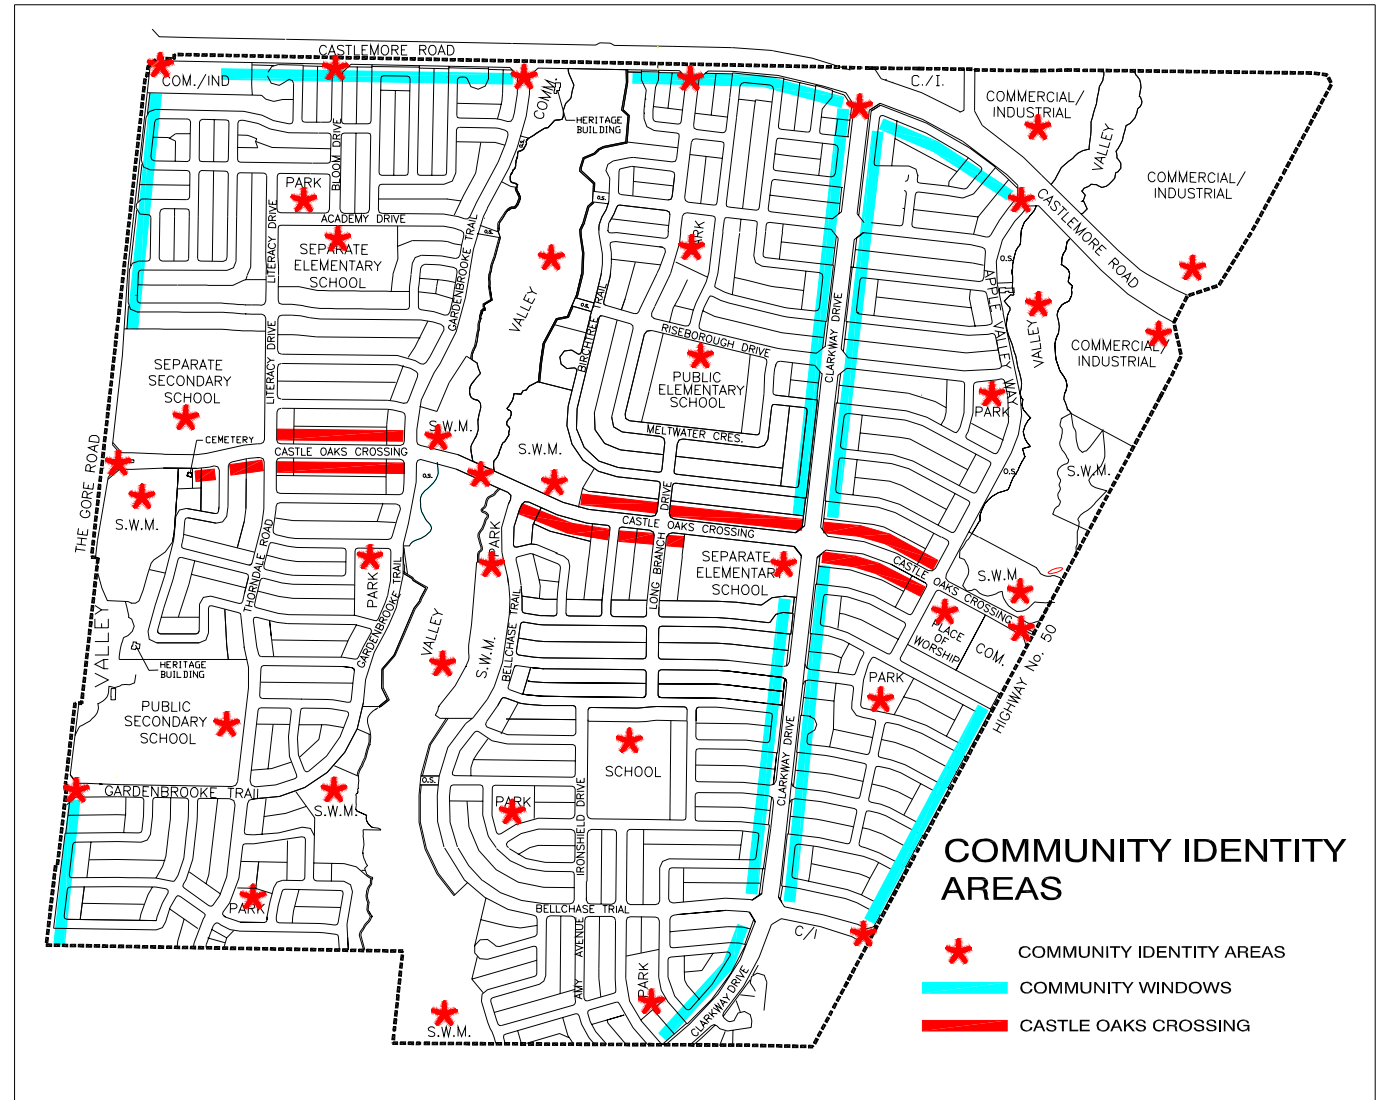 CASTLEMORE ROAD
COM./IND
COMM.
C./I.
COMMERCIAL/
INDUSTRIAL
VALLEY
COMMERCIAL/
INDUSTRIAL
HERITAGE
BUILDING
BLOOM DRIVE
PARK
O.S.
ACADEMY DRIVE
LITERACY DRIVE
SEPARATE
ELEMENTARY
SCHOOL
GARDENBROOKE TRAIL
O.S.
O.S.
PARK
CASTLEMORE ROAD
O.S.
VALLEY
BIRCHTREE TRAIL
O.S.
RISEBOROUGH DRIVE
CLARKWAY DRIVE
APPLE VALLEY WAY
VALLEY
COMMERCIAL/
INDUSTRIAL
SEPARATE
SECONDARY
SCHOOL
LITERACY DRIVE
PUBLIC
ELEMENTARY
SCHOOL
PARK
S.W.M.
MELTWATER CRES.
CEMETERY
CASTLE OAKS CROSSING
S.W.M.
O.S.
O.S.
S.W.M.
THE GORE ROAD
S.W.M.
DRIVE
CASTLE OAKS CROSSING
LONG BRANCH
PARK
SEPARATE
ELEMENTARY
SCHOOL
CASTLE OAKS CROSSING
S.W.M
THORNDALE ROAD
PARK
GARDENBROOKE TRAIL
VALLEY
VALLEY
S.W.M.
BELLCHASE TRAIL
PLACE
OF
WORSHIP
COM.
HIGHWAY No. 50
HERITAGE
BUILDING
PARK
PUBLIC
SECONDARY
SCHOOL
CLARKWAY DRIVE
SCHOOL
O.S.
GARDENBROOKE TRAIL
S.W.M.
PARK
IRONSHIELD DRIVE
PARK
BELLCHASE TRIAL
AMY AVENUE
C/I
PARK
CLARKWAY DRIVE
S.W.M.
COMMUNITY IDENTITY
AREAS
COMMUNITY IDENTITY AREAS
COMMUNITY WINDOWS
CASTLE OAKS CROSSING